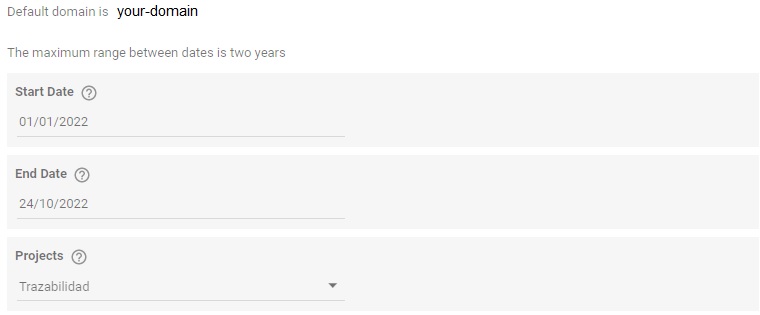 Default domain is your-domain
The maximum range between dates is two years
Start Date ?
01/01/2022
End Date ?
24/10/2022
Projects ?
Trazabilidad